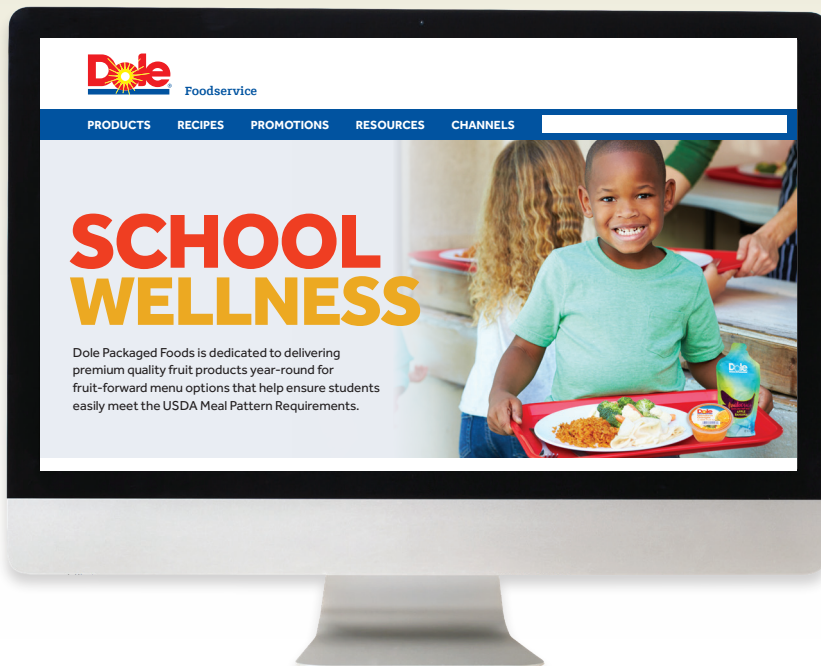 Dole
Foodservice
PRODUCTS RECIPES PROMOTIONS RESOURCES CHANNELS
SCHOOL
WELLNESS
Dole Packaged Foods is dedicated to delivering
premium quality fruit products year-round for
fruit-forward menu options that help ensure students
easily meet the USDA Meal Pattern Requirements.
Dole
Dole